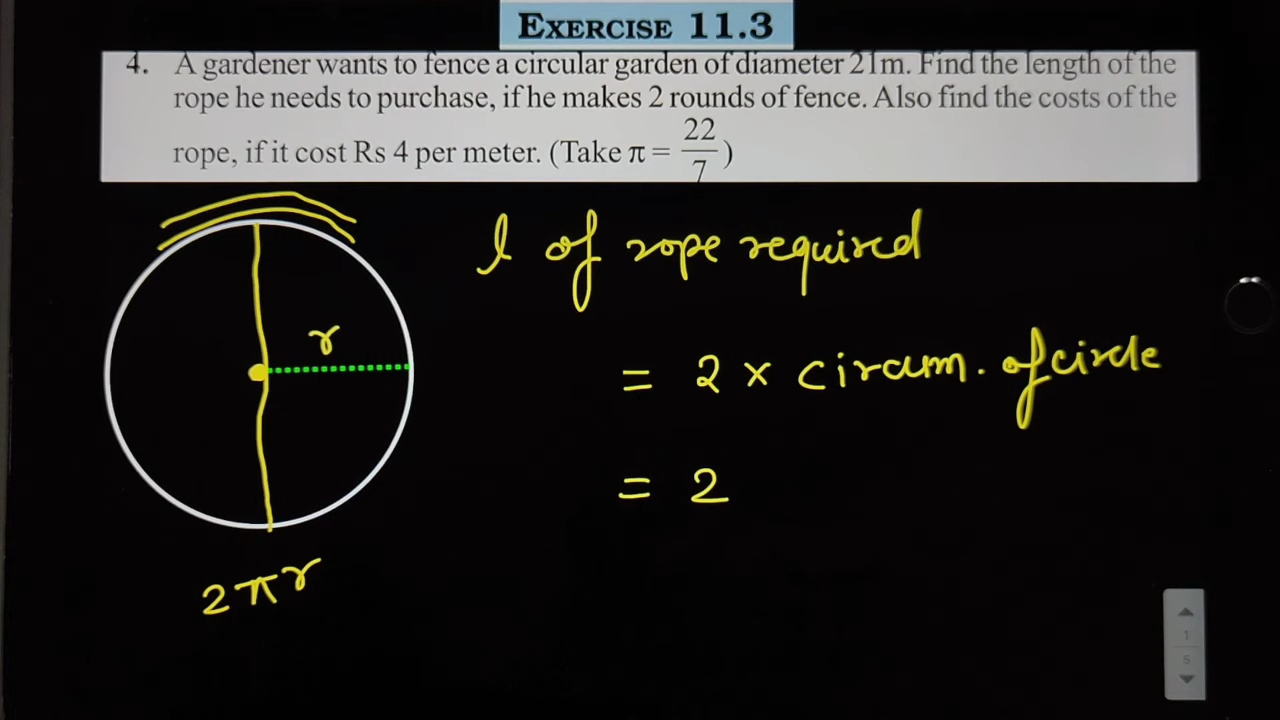 EXERCISE 11.3
4. A gardener wants to fence a circular garden of diameter 21m. Find the length of the
rope he needs to purchase, if he makes 2 rounds of fence. Also find the costs of the
rope, if it cost Rs 4 per meter. (Take π = 22/7)
l of rope required
r
= 2 × circum. of circle
= 2
2πr
1
5